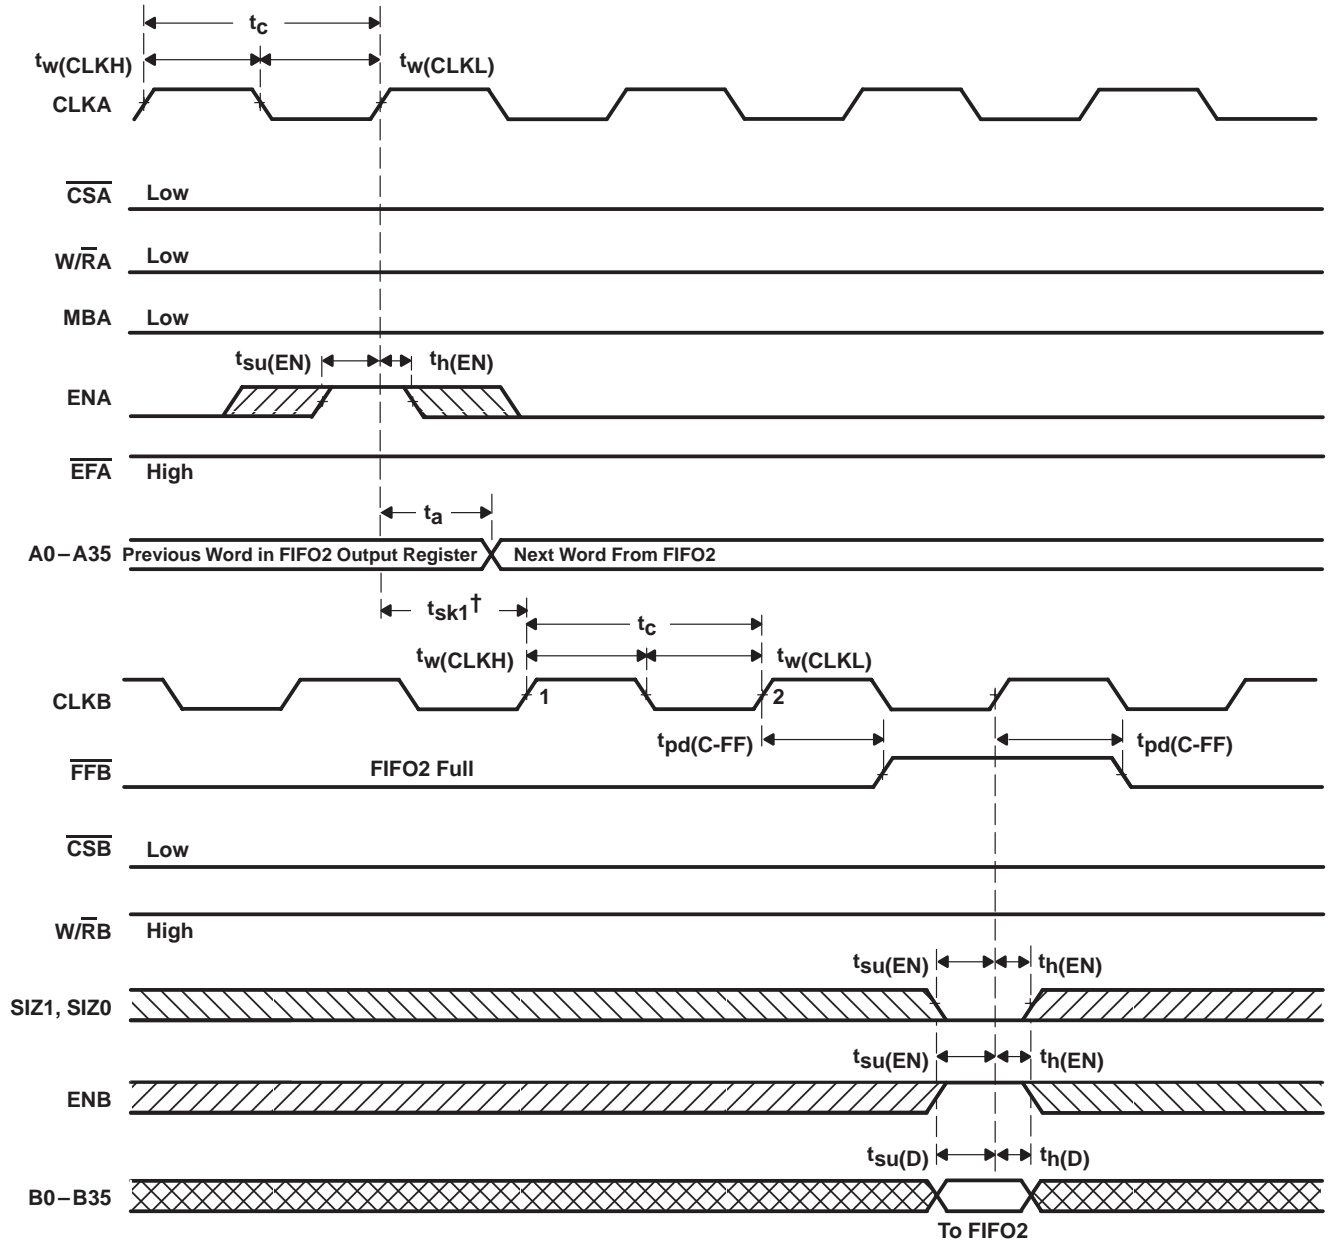 tc
tw(CLKH)
tw(CLKL)
CLKA
CSA Low
W/RA Low
MBA Low
tsu(EN) th(EN)
ENA
EFA High
ta
A0–A35 Previous Word in FIFO2 Output Register Next Word From FIFO2
tsk1†
tc
tw(CLKH) tw(CLKL)
CLKB 1 2
tpd(C-FF) tpd(C-FF)
FFB FIFO2 Full
CSB Low
W/RB High
tsu(EN) th(EN)
SIZ1, SIZ0
tsu(EN) th(EN)
ENB
tsu(D) th(D)
B0–B35
To FIFO2